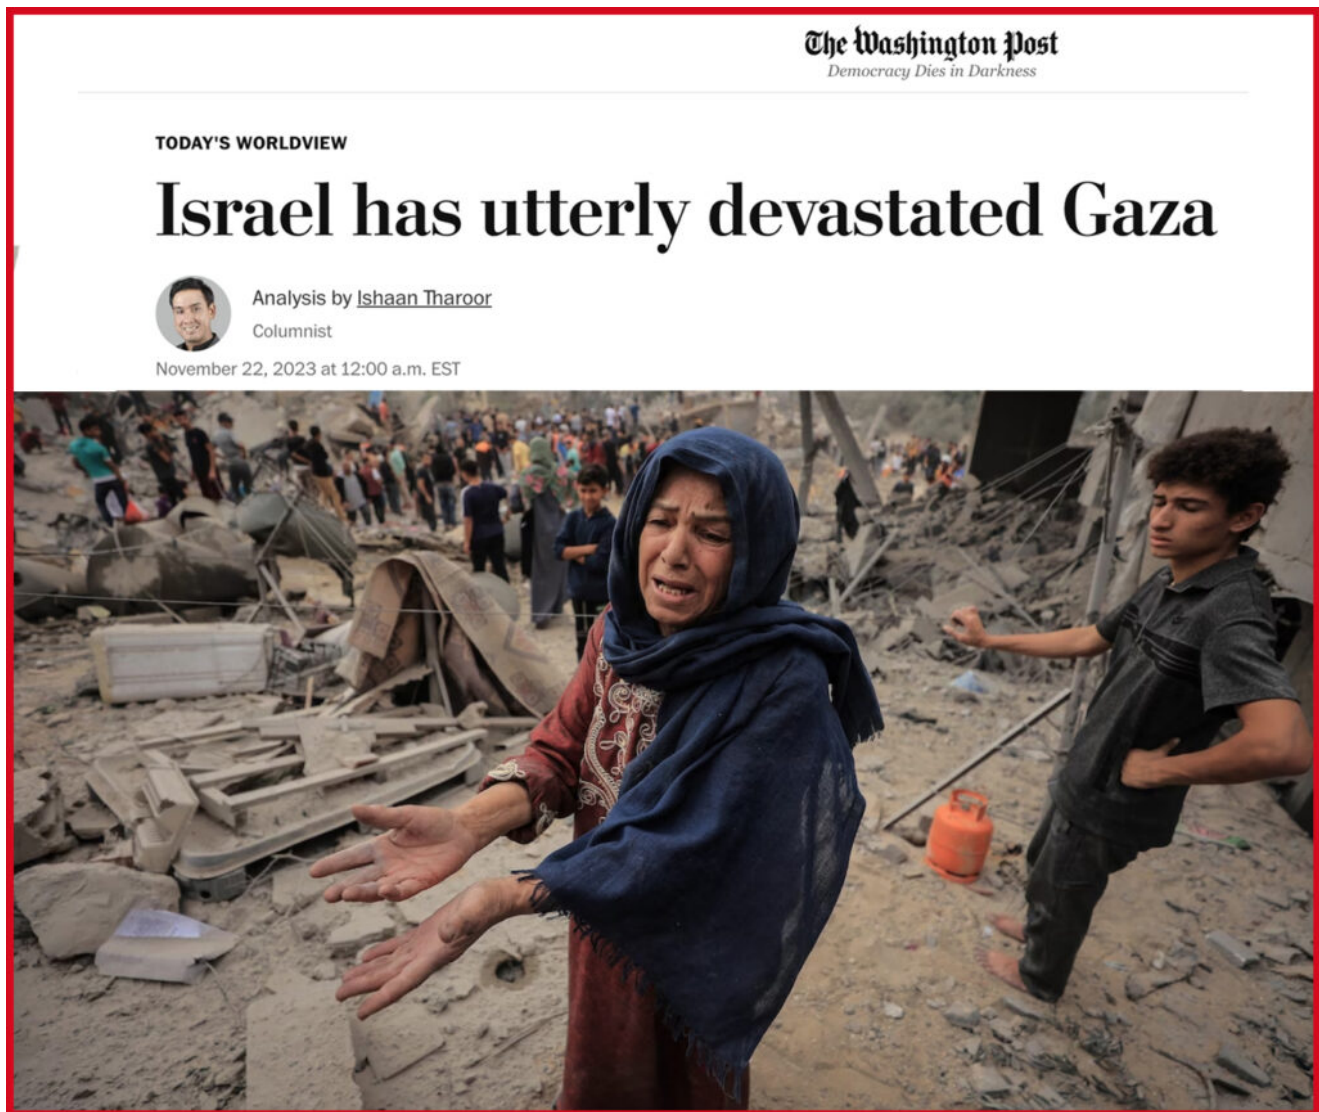 The Washington Post
Democracy Dies in Darkness
TODAY'S WORLDVIEW
Israel has utterly devastated Gaza
Analysis by Ishaan Tharoor
Columnist
November 22, 2023 at 12:00 a.m. EST